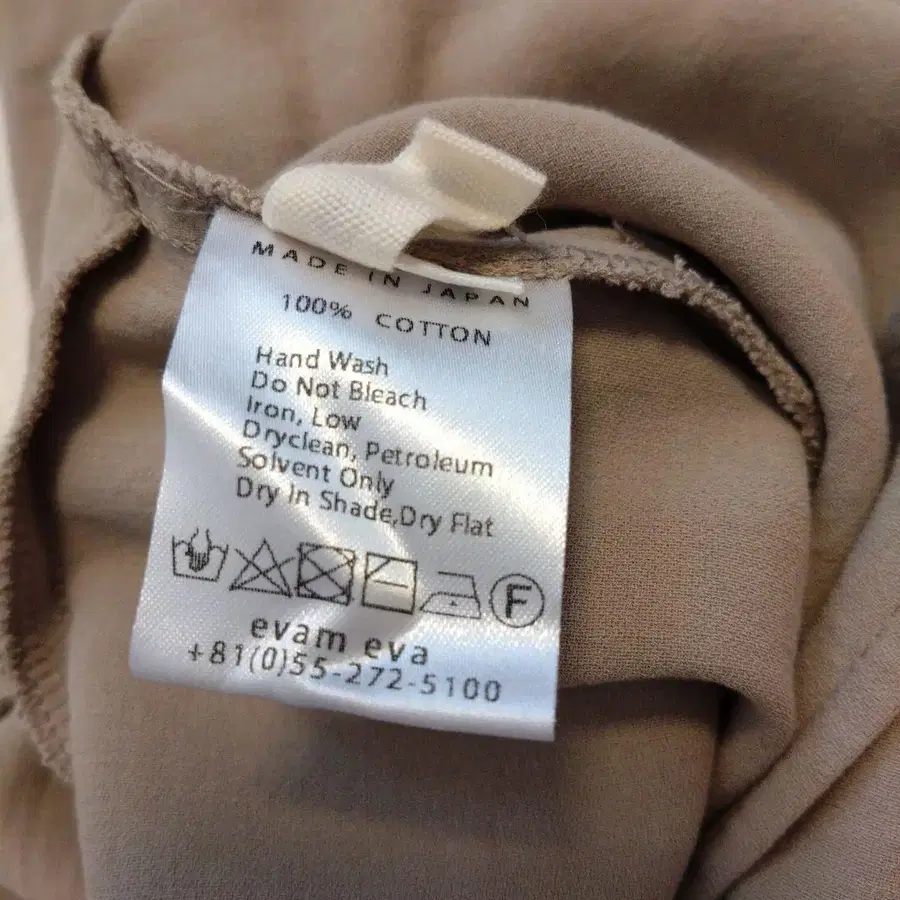 MADE IN JAPAN
100% COTTON
Hand Wash
Do Not Bleach
Iron, Low
Dryclean, Petroleum
Solvent Only
Dry In Shade,Dry Flat
F
evam eva
+81(0)55-272-5100